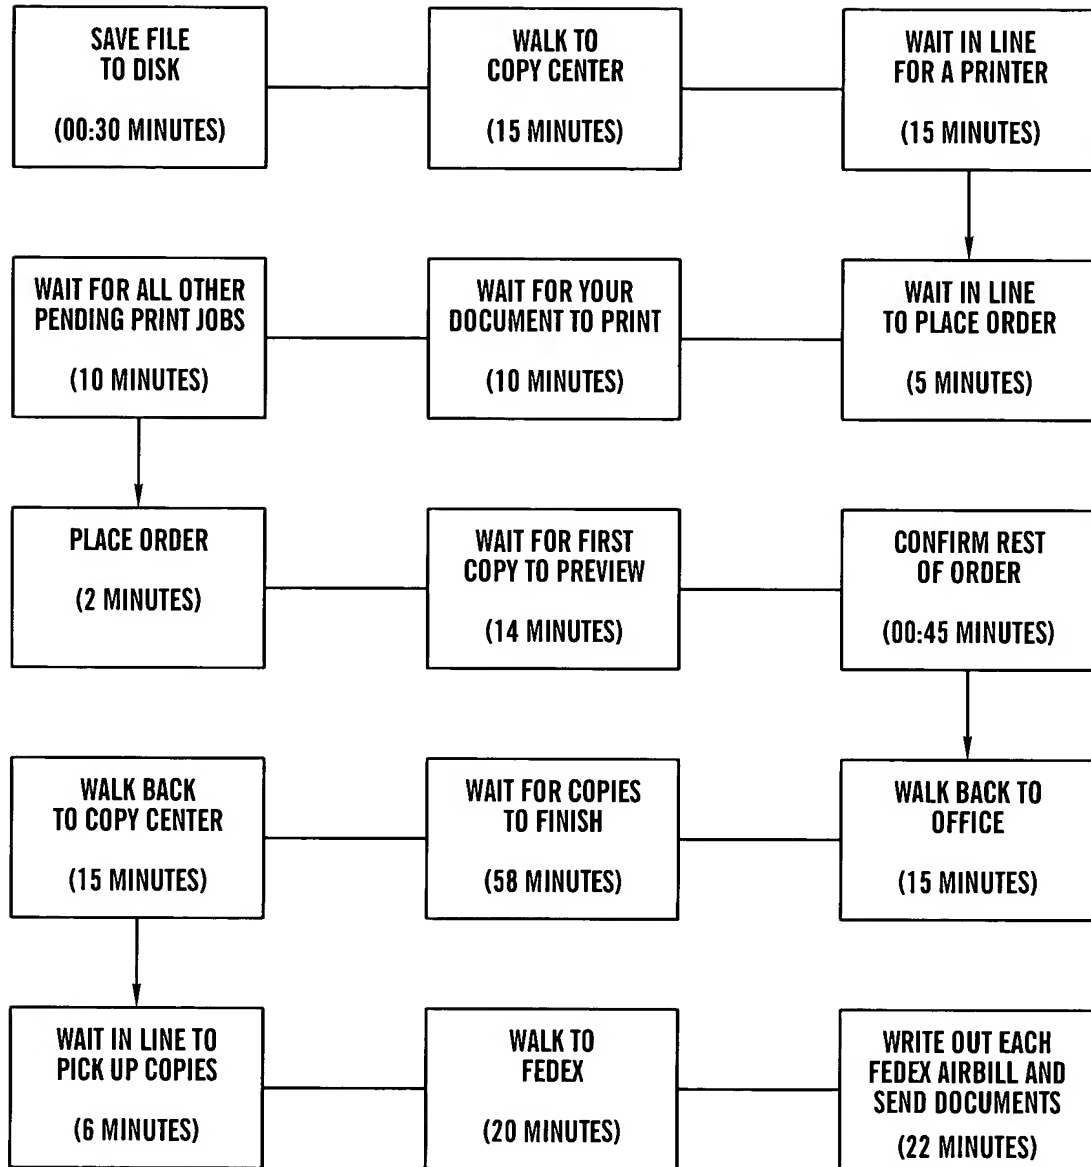 SAVE FILE
TO DISK
(00:30 MINUTES)
WALK TO
COPY CENTER
(15 MINUTES)
WAIT IN LINE
FOR A PRINTER
(15 MINUTES)
WAIT FOR ALL OTHER
PENDING PRINT JOBS
(10 MINUTES)
WAIT FOR YOUR
DOCUMENT TO PRINT
(10 MINUTES)
WAIT IN LINE
TO PLACE ORDER
(5 MINUTES)
PLACE ORDER
(2 MINUTES)
WAIT FOR FIRST
COPY TO PREVIEW
(14 MINUTES)
CONFIRM REST
OF ORDER
(00:45 MINUTES)
WALK BACK
TO COPY CENTER
(15 MINUTES)
WAIT FOR COPIES
TO FINISH
(58 MINUTES)
WALK BACK TO
OFFICE
(15 MINUTES)
WAIT IN LINE TO
PICK UP COPIES
(6 MINUTES)
WALK TO
FEDEX
(20 MINUTES)
WRITE OUT EACH
FEDEX AIRBILL AND
SEND DOCUMENTS
(22 MINUTES)